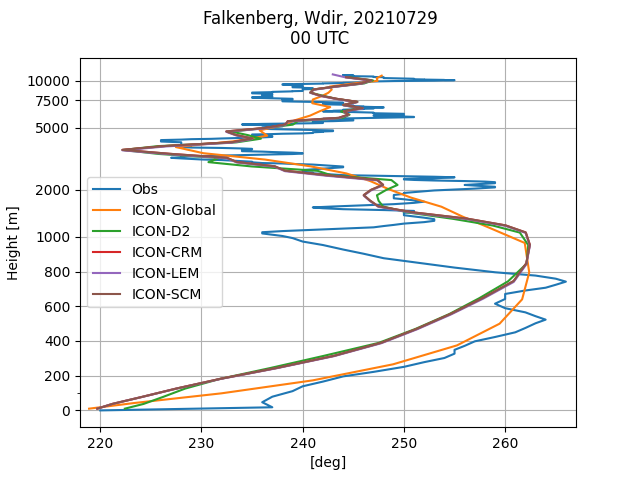 Falkenberg, Wdir, 20210729
00 UTC
Height [m]
10000
7500
5000
2000
1000
800
600
400
200
0
Obs
ICON-Global
ICON-D2
ICON-CRM
ICON-LEM
ICON-SCM
220
230
240
250
260
[deg]